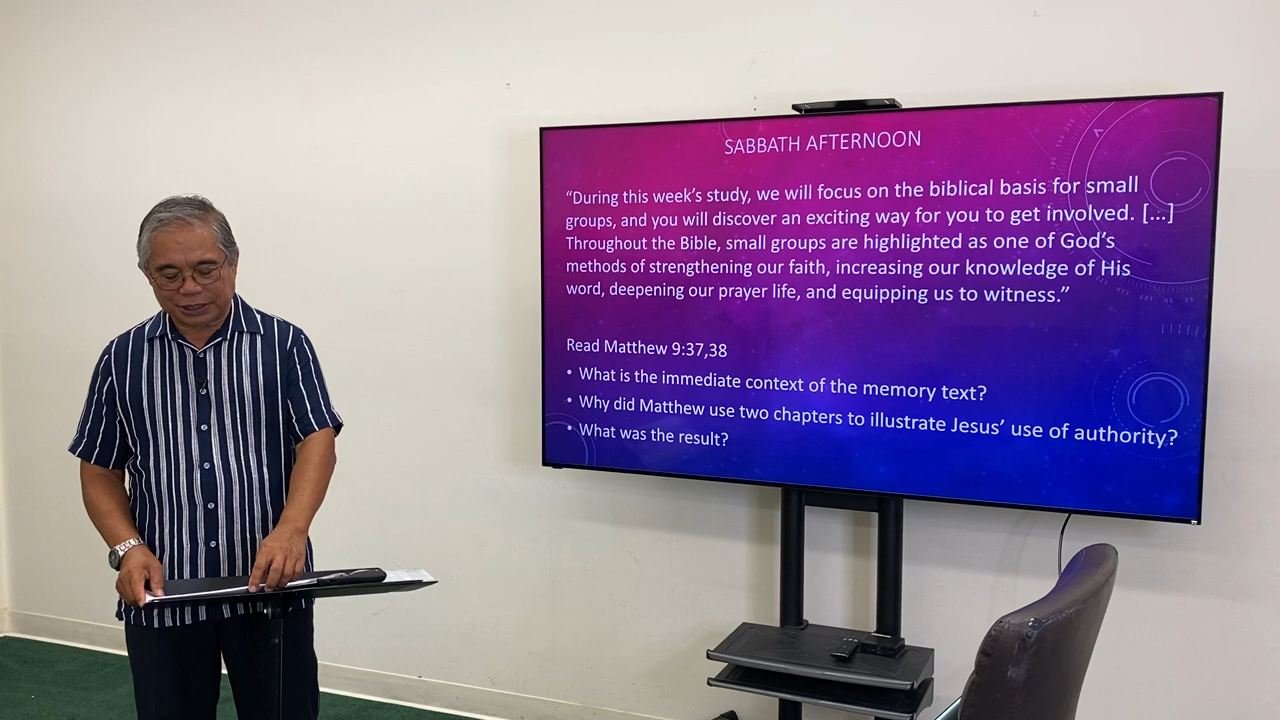 SABBATH AFTERNOON
“During this week’s study, we will focus on the biblical basis for small
groups, and you will discover an exciting way for you to get involved. [...]
Throughout the Bible, small groups are highlighted as one of God’s
methods of strengthening our faith, increasing our knowledge of His
word, deepening our prayer life, and equipping us to witness.”
Read Matthew 9:37,38
• What is the immediate context of the memory text?
• Why did Matthew use two chapters to illustrate Jesus’ use of authority?
• What was the result?